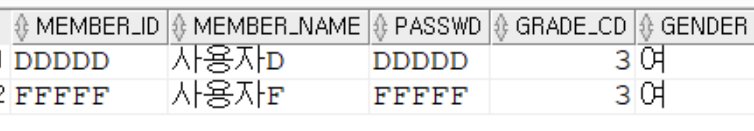 MEMBER_ID MEMBER_NAME PASSWD GRADE_CD GENDER
DDDDD 사용자D DDDDD 3 여
2 FFFFF 사용자F FFFFF 3 여